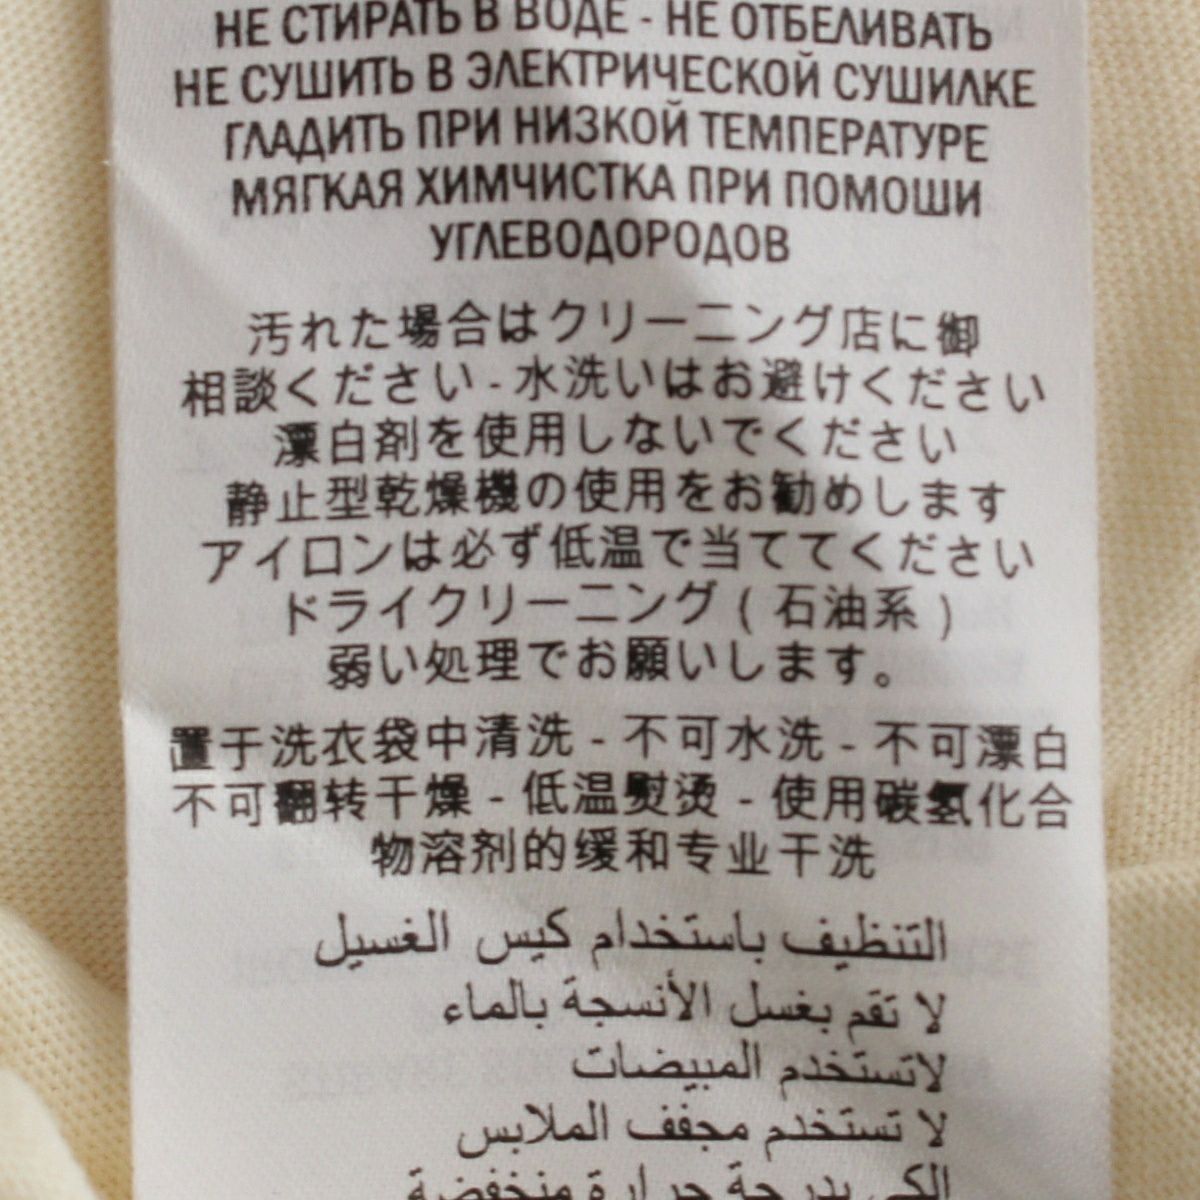 НЕ СТИРАТЬ В ВОДЕ - НЕ ОТБЕЛИВАТЬ
НЕ СУШИТЬ В ЭЛЕКТРИЧЕСКОЙ СУШИЛКЕ
ГЛАДИТЬ ПРИ НИЗКОЙ ТЕМПЕРАТУРЕ
МЯГКАЯ ХИМЧИСТКА ПРИ ПОМОШИ
УГЛЕВОДОРОДОВ
汚れた場合はクリーニング店に御
相談ください - 水洗いはお避けください
漂白剤を使用しないでください
静止型乾燥機の使用をお勧めします
アイロンは必ず低温で当ててください
ドライクリーニング ( 石油系 )
弱い処理でお願いします。
置于洗衣袋中清洗 - 不可水洗 - 不可漂白
不可翻转干燥 - 低温熨烫 - 使用碳氢化合
物溶剂的缓和专业干洗
التنظيف باستخدام كيس الغسيل
لا تقم بغسل الأنسجة بالماء
لاتستخدم المبيضات
لا تستخدم مجفف الملابس
الكي بدرجة حرارة منخفضة